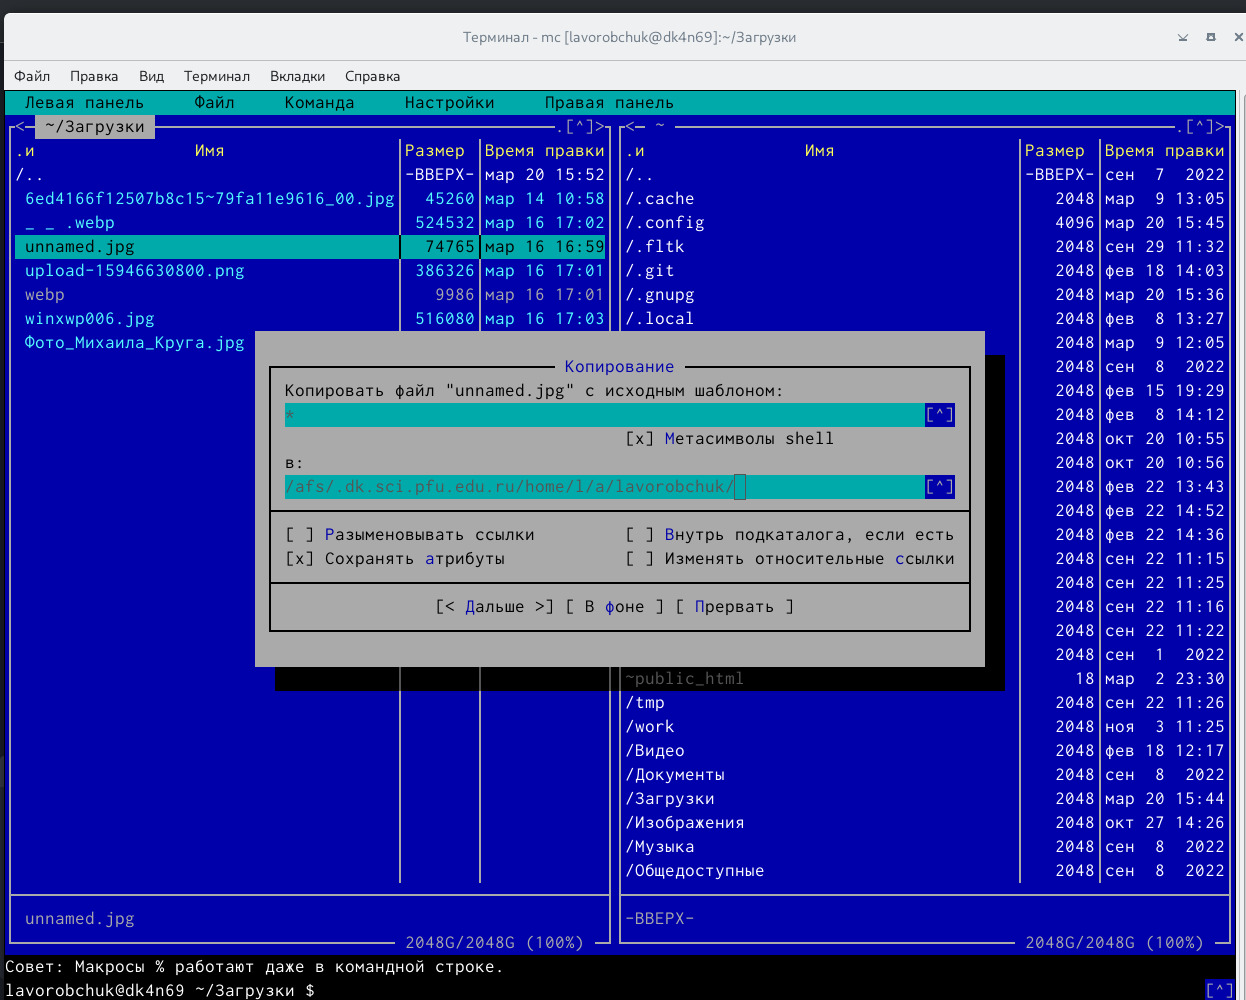 Терминал - mc [lavorobchuk@dk4n69]:~/Загрузки
Файл Правка Вид Терминал Вкладки Справка
Левая панель Файл Команда Настройки Правая панель
<─ ~/Загрузки .[^]> <─ ~ .[^]>
.и Имя Размер Время правки .и Имя Размер Время правки
/.. -ВВЕРХ- мар 20 15:52 /.. -ВВЕРХ- сен 7 2022
6ed4166f12507b8c15~79fa11e9616_00.jpg 45260 мар 14 10:58 /.cache 2048 мар 9 13:05
_ _ .webp 524532 мар 16 17:02 /.config 4096 мар 20 15:45
unnamed.jpg 74765 мар 16 16:59 /.fltk 2048 сен 29 11:32
upload-15946630800.png 386326 мар 16 17:01 /.git 2048 фев 18 14:03
webp 9986 мар 16 17:01 /.gnupg 2048 мар 20 15:36
winxwp006.jpg 516080 мар 16 17:03 /.local 2048 фев 8 13:27
Фото_Михаила_Круга.jpg 2048 мар 9 12:05
Копирование 2048 сен 8 2022
Копировать файл "unnamed.jpg" с исходным шаблоном: 2048 фев 15 19:29
* [^] 2048 фев 8 14:12
[x] Метасимволы shell 2048 окт 20 10:55
в: 2048 окт 20 10:56
/afs/.dk.sci.pfu.edu.ru/home/l/a/lavorobchuk/ [^] 2048 фев 22 13:43
2048 фев 22 14:52
[ ] Разыменовывать ссылки [ ] Внутрь подкаталога, если есть 2048 фев 22 14:36
[x] Сохранять атрибуты [ ] Изменять относительные ссылки 2048 сен 22 11:15
2048 сен 22 11:25
[< Дальше >] [ В фоне ] [ Прервать ] 2048 сен 22 11:16
2048 сен 22 11:22
2048 сен 1 2022
~public_html 18 мар 2 23:30
/tmp 2048 сен 22 11:26
/work 2048 ноя 3 11:25
/Видео 2048 фев 18 12:17
/Документы 2048 сен 8 2022
/Загрузки 2048 мар 20 15:44
/Изображения 2048 окт 27 14:26
/Музыка 2048 сен 8 2022
/Общедоступные 2048 сен 8 2022
unnamed.jpg -ВВЕРХ-
2048G/2048G (100%) 2048G/2048G (100%)
Совет: Макросы % работают даже в командной строке.
lavorobchuk@dk4n69 ~/Загрузки $ [^]